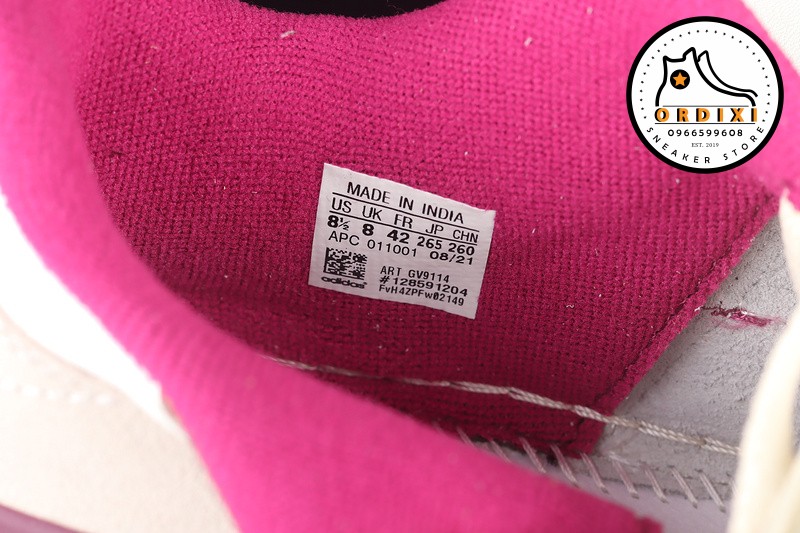 MADE IN INDIA
US UK FR JP CHN
8½ 8 42 265 260
APC 011001 08/21
ART GV9114
#128591204
FvH4ZPFw02149
adidas
ORDIXI
0966599608
EST. 2019
SNEAKER STORE